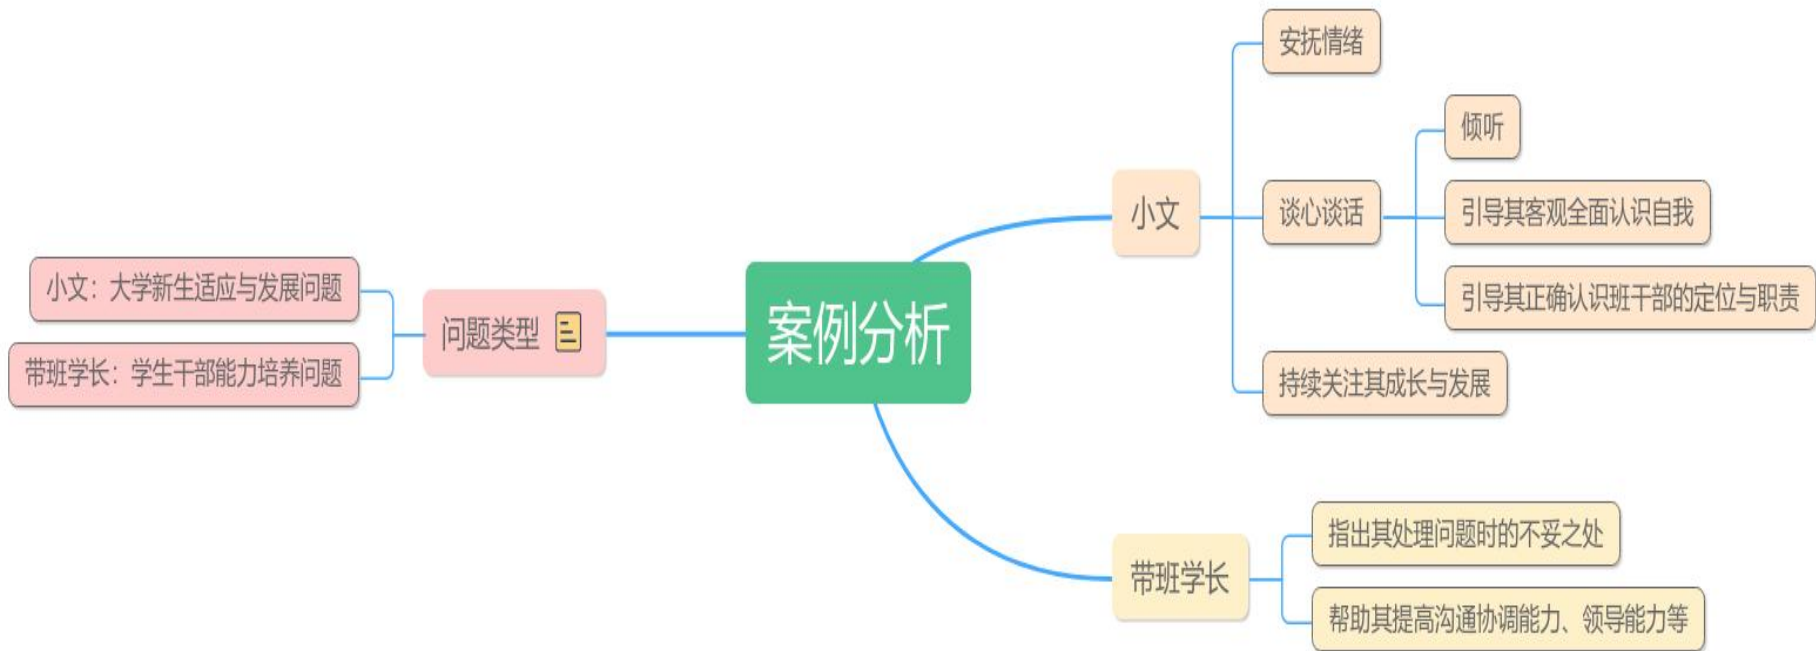 案例分析
问题类型
小文：大学新生适应与发展问题
带班学长：学生干部能力培养问题
小文
安抚情绪
谈心谈话
倾听
引导其客观全面认识自我
引导其正确认识班干部的定位与职责
持续关注其成长与发展
带班学长
指出其处理问题时的不妥之处
帮助其提高沟通协调能力、领导能力等